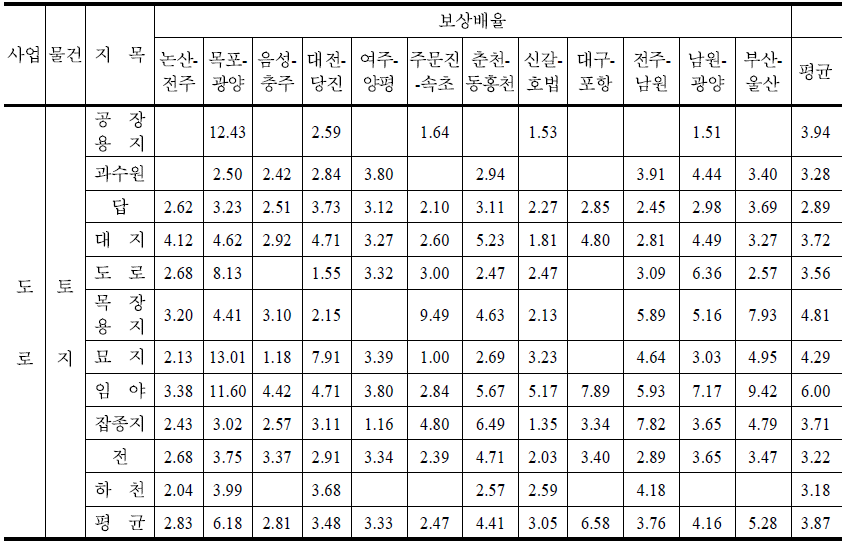 사업 물건 지 목 보상배율 평균
논산-전주 목포-광양 음성-충주 대전-당진 여주-양평 주문진-속초 춘천-동홍천 신갈-호법 대구-포항 전주-남원 남원-광양 부산-울산
도로 토지
공 장 용 지 12.43 2.59 1.64 1.53 1.51 3.94
과수원 2.50 2.42 2.84 3.80 2.94 3.91 4.44 3.40 3.28
답 2.62 3.23 2.51 3.73 3.12 2.10 3.11 2.27 2.85 2.45 2.98 3.69 2.89
대 지 4.12 4.62 2.92 4.71 3.27 2.60 5.23 1.81 4.80 2.81 4.49 3.27 3.72
도 로 2.68 8.13 1.55 3.32 3.00 2.47 2.47 3.09 6.36 2.57 3.56
목 장 용 지 3.20 4.41 3.10 2.15 9.49 4.63 2.13 5.89 5.16 7.93 4.81
묘 지 2.13 13.01 1.18 7.91 3.39 1.00 2.69 3.23 4.64 3.03 4.95 4.29
임 야 3.38 11.60 4.42 4.71 3.80 2.84 5.67 5.17 7.89 5.93 7.17 9.42 6.00
잡종지 2.43 3.02 2.57 3.11 1.16 4.80 6.49 1.35 3.34 7.82 3.65 4.79 3.71
전 2.68 3.75 3.37 2.91 3.34 2.39 4.71 2.03 3.40 2.89 3.65 3.47 3.22
하 천 2.04 3.99 3.68 2.57 2.59 4.18 3.18
평 균 2.83 6.18 2.81 3.48 3.33 2.47 4.41 3.05 6.58 3.76 4.16 5.28 3.87